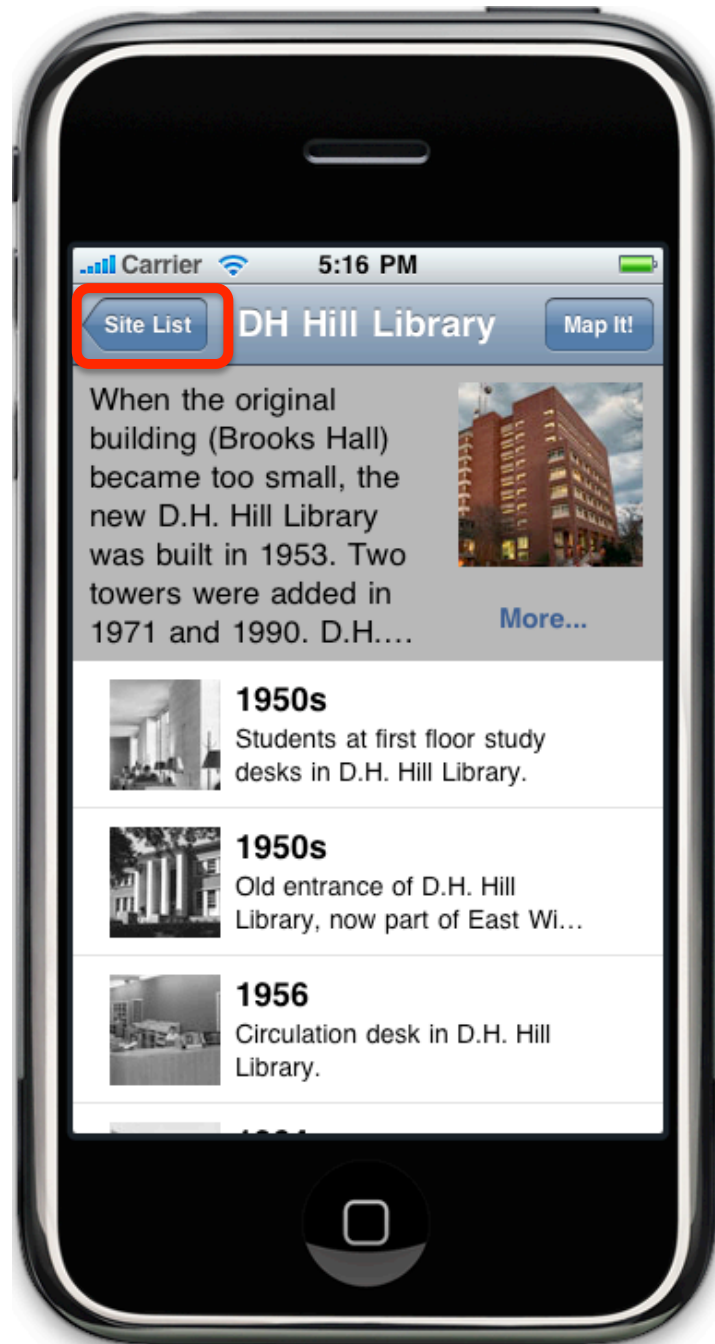 Carrier 5:16 PM
Site List DH Hill Library Map It!
When the original
building (Brooks Hall)
became too small, the
new D.H. Hill Library
was built in 1953. Two
towers were added in
1971 and 1990. D.H....
More...
1950s
Students at first floor study
desks in D.H. Hill Library.
1950s
Old entrance of D.H. Hill
Library, now part of East Wi...
1956
Circulation desk in D.H. Hill
Library.